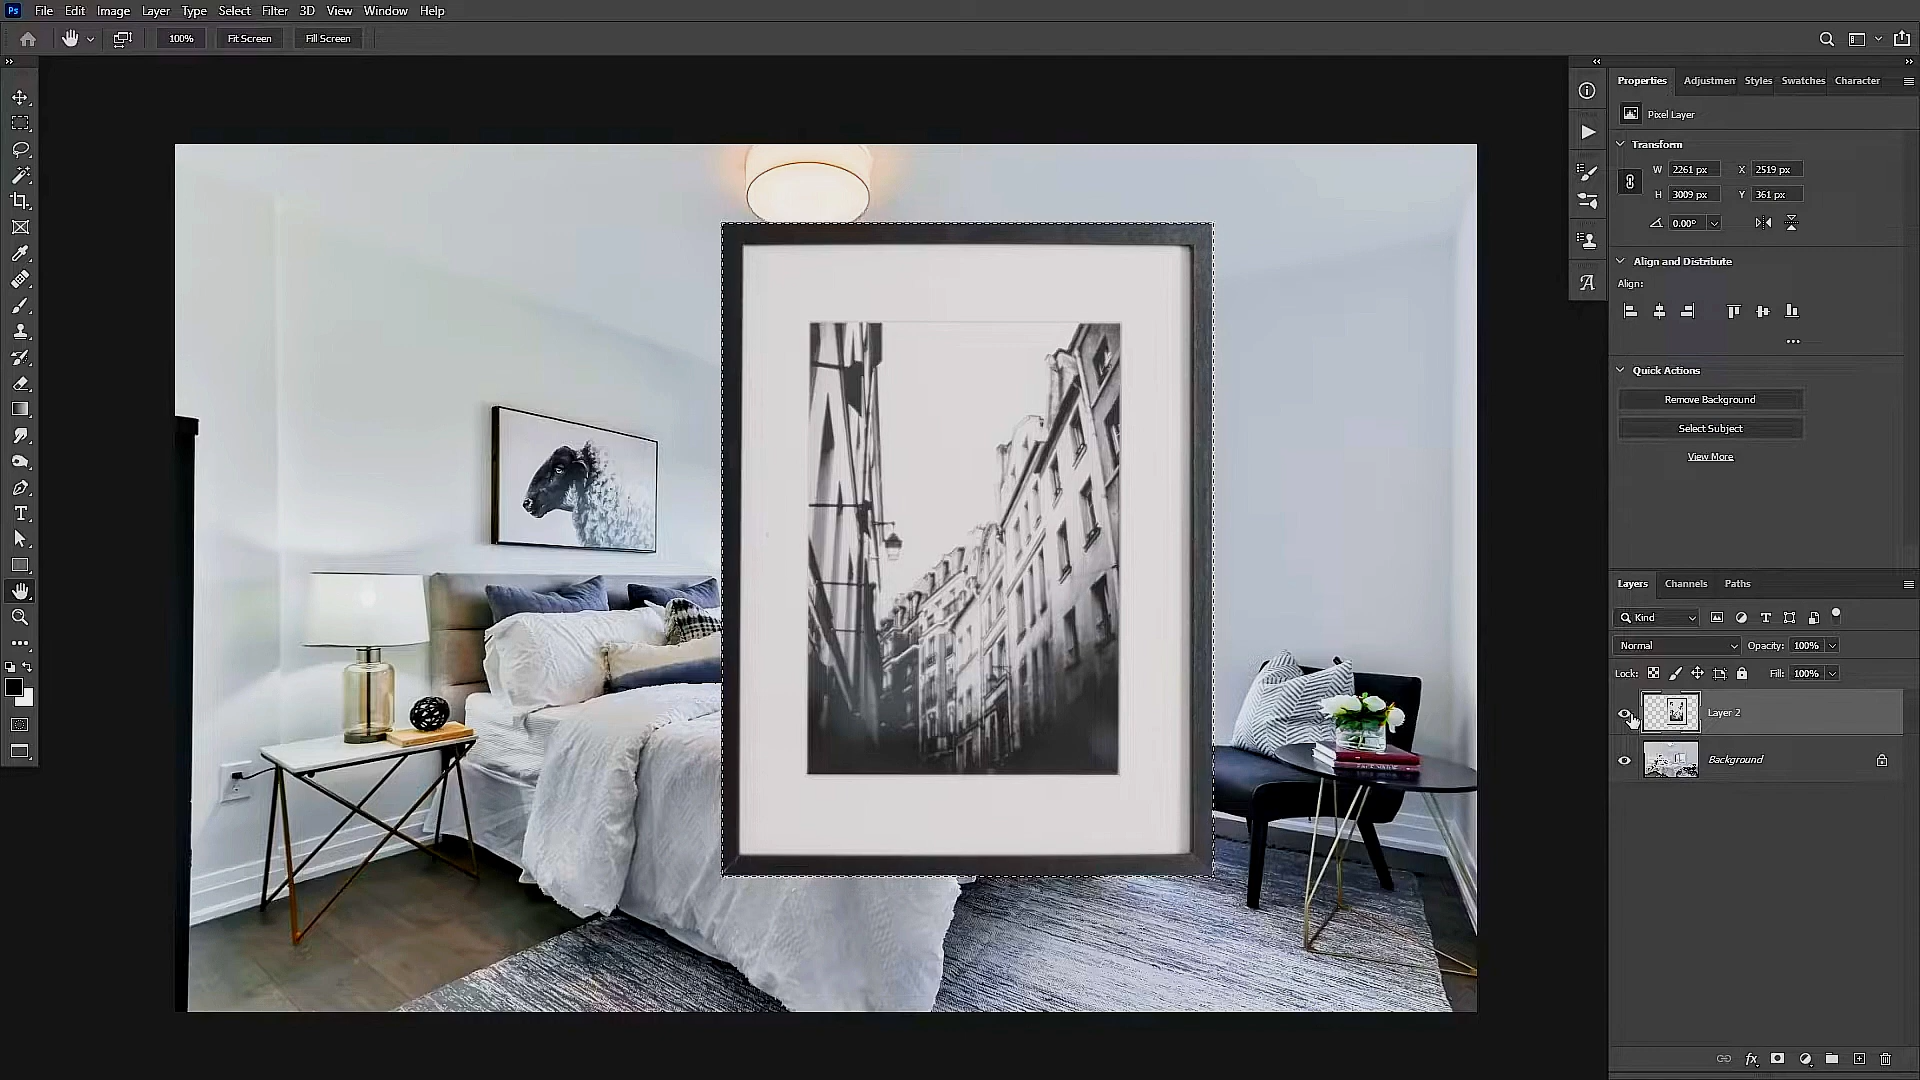 Ps File Edit Image Layer Type Select Filter 3D View Window Help
100% Fit Screen Fill Screen
Properties Adjustmen Styles Swatches Character
Pixel Layer
Transform
W 2261 px X 2519 px
H 3009 px Y 361 px
0.00°
Align and Distribute
Align:
Quick Actions
Remove Background
Select Subject
View More
Layers Channels Paths
Kind
Normal Opacity: 100%
Lock: Fill: 100%
Layer 2
Background